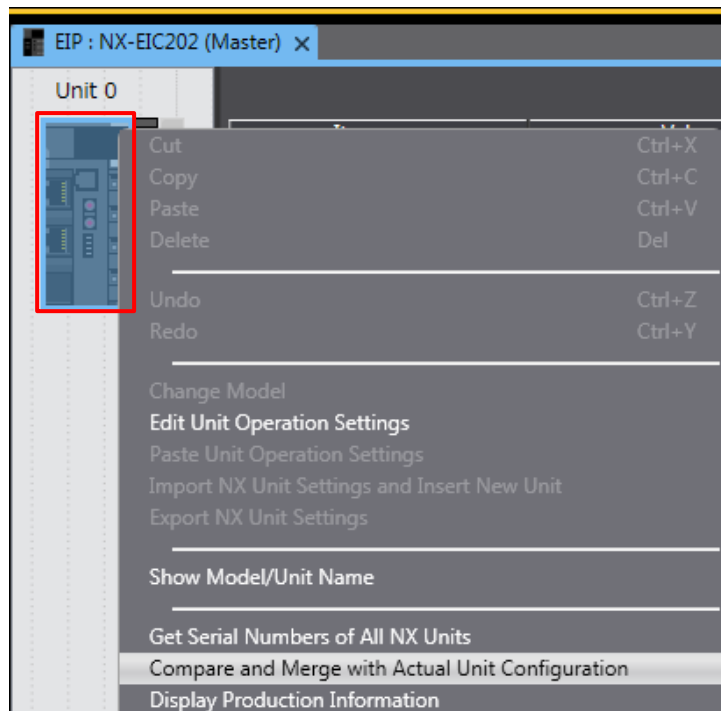 EIP : NX-EIC202 (Master)
Unit 0
Cut Ctrl+X
Copy Ctrl+C
Paste Ctrl+V
Delete Del
Undo Ctrl+Z
Redo Ctrl+Y
Change Model
Edit Unit Operation Settings
Paste Unit Operation Settings
Import NX Unit Settings and Insert New Unit
Export NX Unit Settings
Show Model/Unit Name
Get Serial Numbers of All NX Units
Compare and Merge with Actual Unit Configuration
Display Production Information